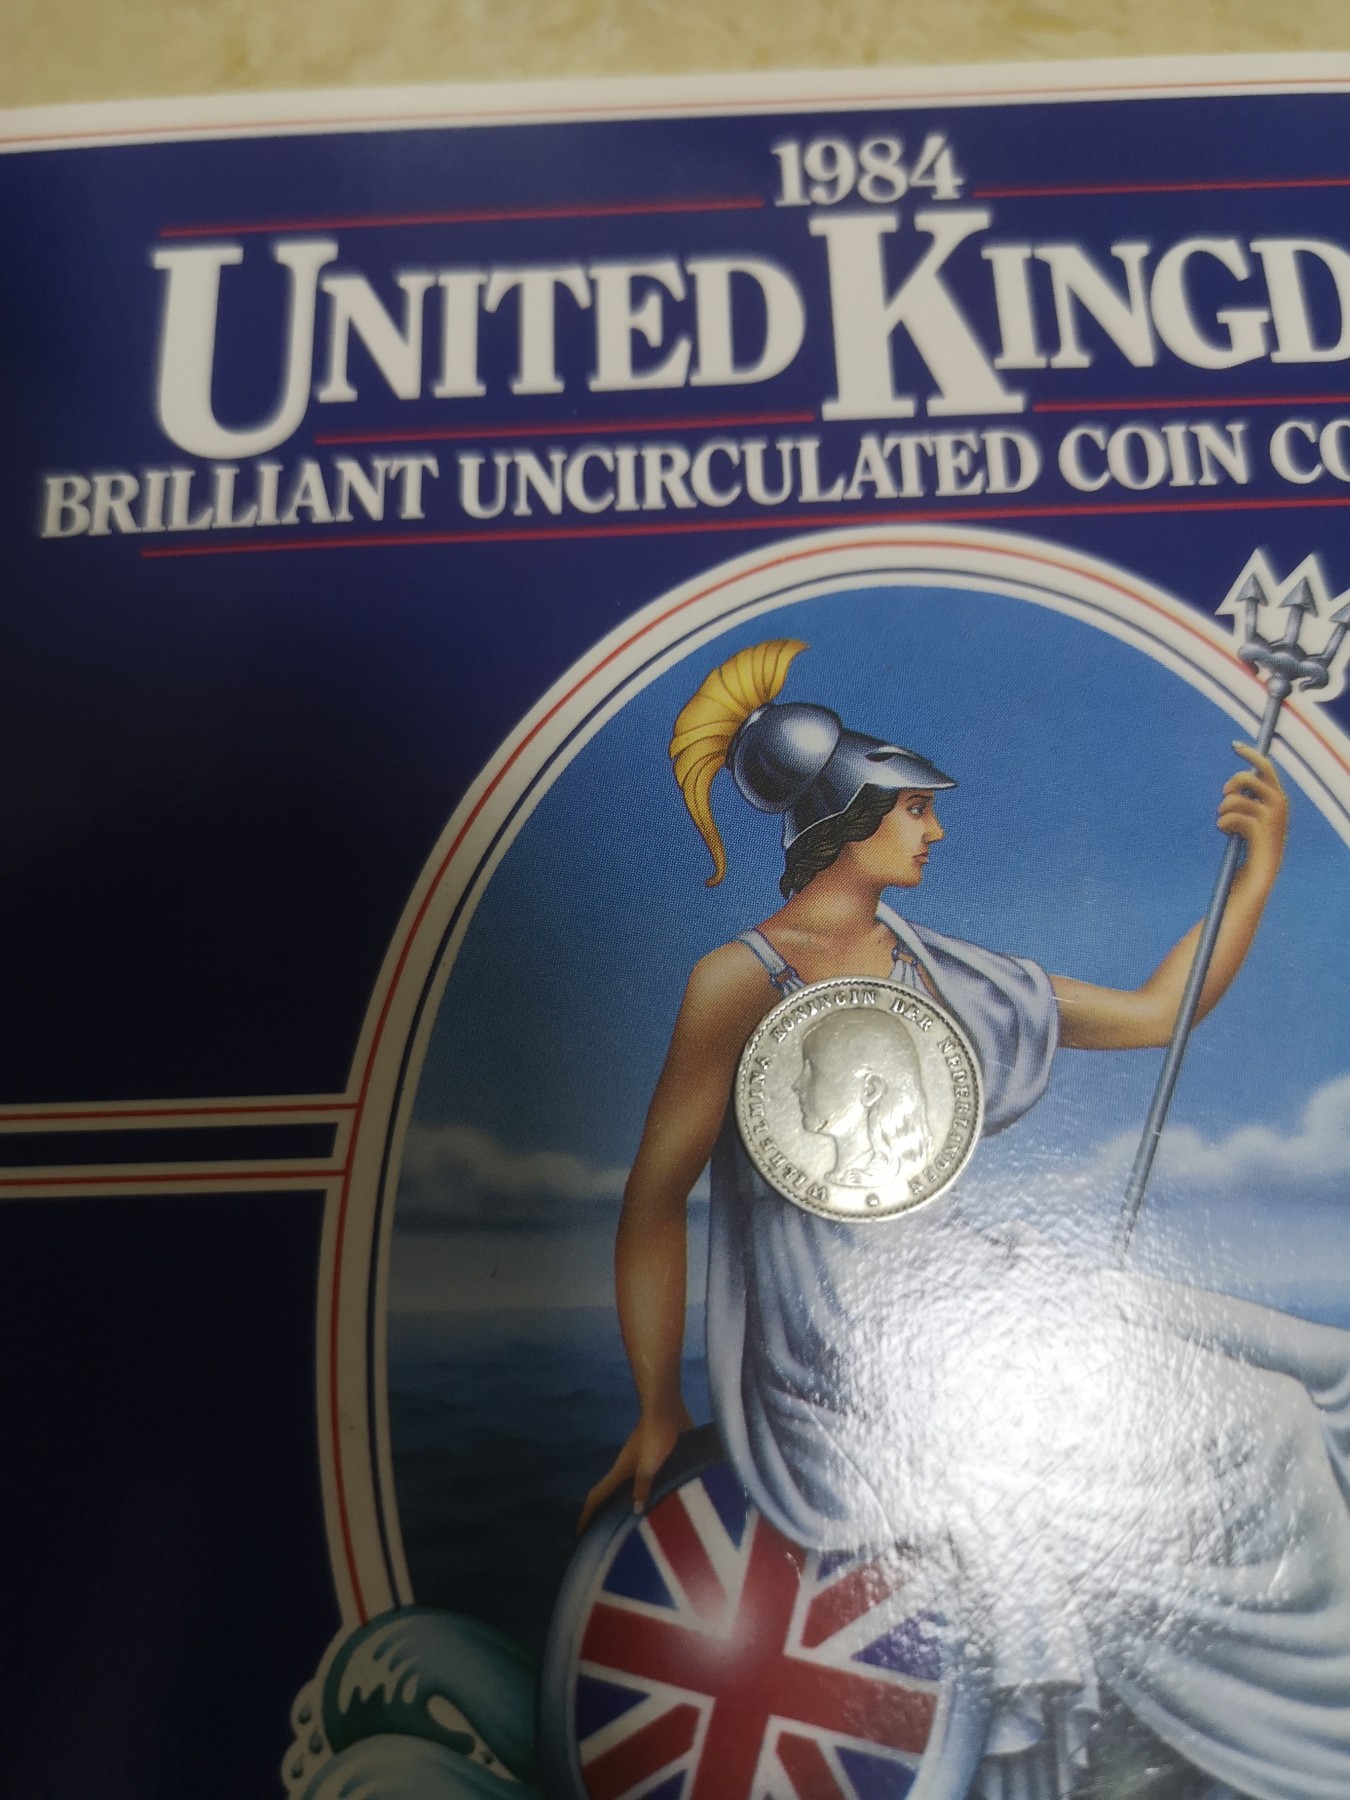 1984
UNITED KINGD
BRILLIANT UNCIRCULATED COIN CO
WILHELMINA KONINGIN DER NEDERLANDEN